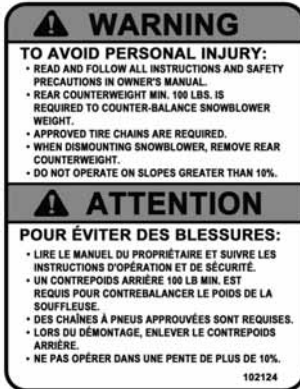 WARNING
TO AVOID PERSONAL INJURY:
• READ AND FOLLOW ALL INSTRUCTIONS AND SAFETY
PRECAUTIONS IN OWNER'S MANUAL.
• REAR COUNTERWEIGHT MIN. 100 LBS. IS
REQUIRED TO COUNTER-BALANCE SNOWBLOWER
WEIGHT.
• APPROVED TIRE CHAINS ARE REQUIRED.
• WHEN DISMOUNTING SNOWBLOWER, REMOVE REAR
COUNTERWEIGHT.
• DO NOT OPERATE ON SLOPES GREATER THAN 10%.
ATTENTION
POUR ÉVITER DES BLESSURES:
• LIRE LE MANUEL DU PROPRIÉTAIRE ET SUIVRE LES
INSTRUCTIONS D'OPÉRATION ET DE SÉCURITÉ.
• UN CONTREPOIDS ARRIÈRE 100 LB MIN. EST
REQUIS POUR CONTREBALANCER LE POIDS DE LA
SOUFFLEUSE.
• DES CHAÎNES À PNEUS APPROUVÉES SONT REQUISES.
• LORS DU DÉMONTAGE, ENLEVER LE CONTREPOIDS
ARRIÈRE.
• NE PAS OPÉRER DANS UNE PENTE DE PLUS DE 10%.
102124